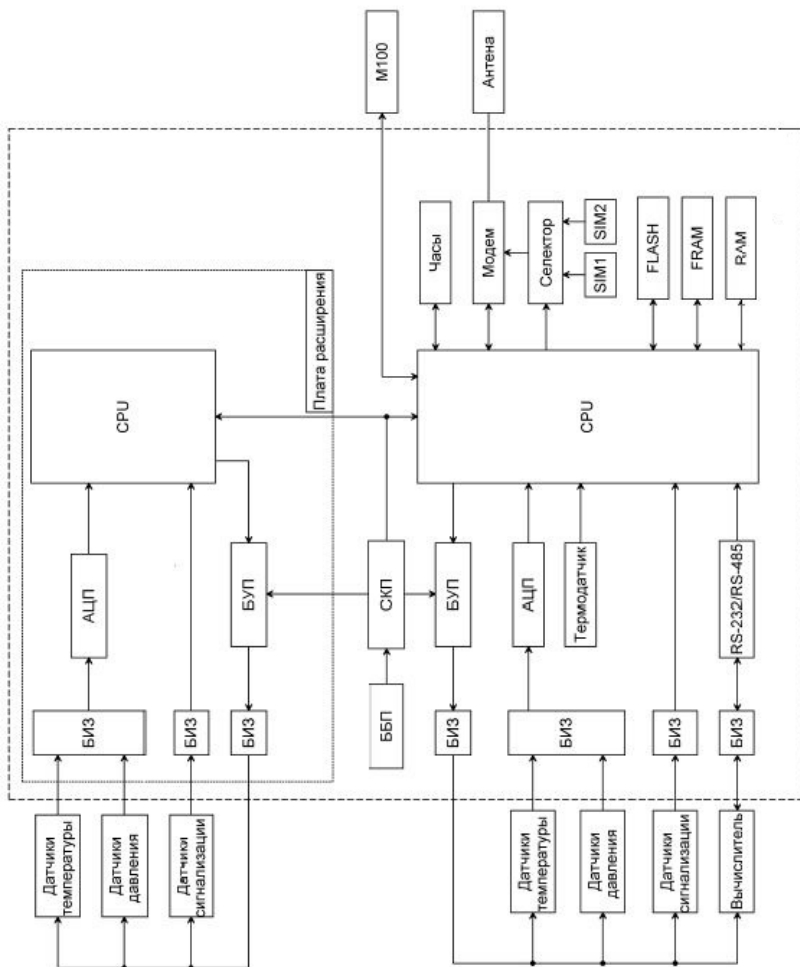 М100
Антена
Часы
Модем
Селектор
SIM1
SIM2
FLASH
FRAM
RAM
Плата расширения
CPU
CPU
АЦП
БУП
СКП
БУП
АЦП
Термодатчик
RS-232/RS-485
БИЗ
БИЗ
БИЗ
ББП
БИЗ
БИЗ
БИЗ
БИЗ
Датчики
температуры
Датчики
давления
Датчики
сигнализации
Датчики
температуры
Датчики
давления
Датчики
сигнализации
Вычислитель